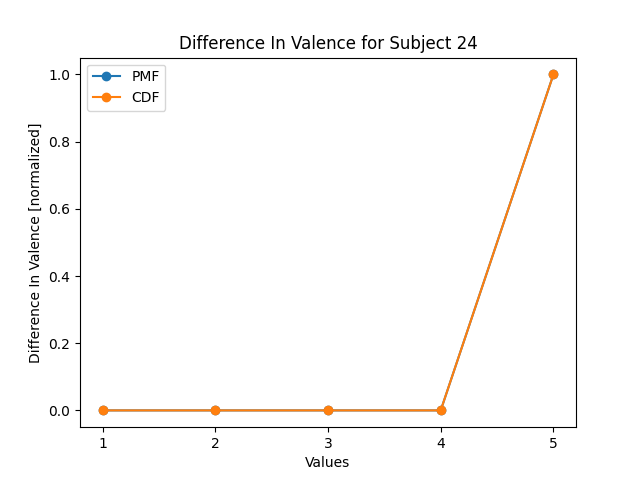 Difference In Valence for Subject 24
PMF
CDF
Difference In Valence [normalized]
1.0
0.8
0.6
0.4
0.2
0.0
1 2 3 4 5
Values